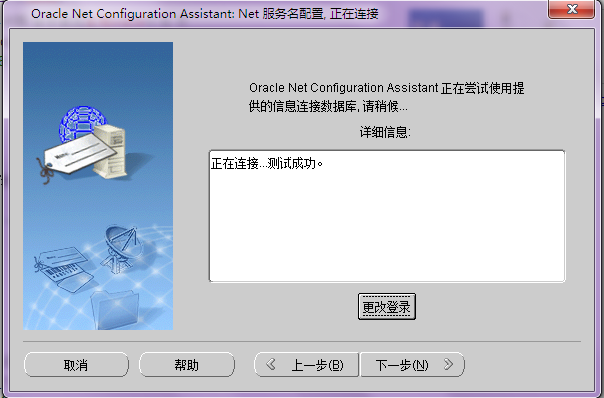 Oracle Net Configuration Assistant: Net 服务名配置, 正在连接
Oracle Net Configuration Assistant 正在尝试使用提
供的信息连接数据库, 请稍候...
详细信息:
正在连接...测试成功。
更改登录
取消
帮助
上一步(B)
下一步(N)